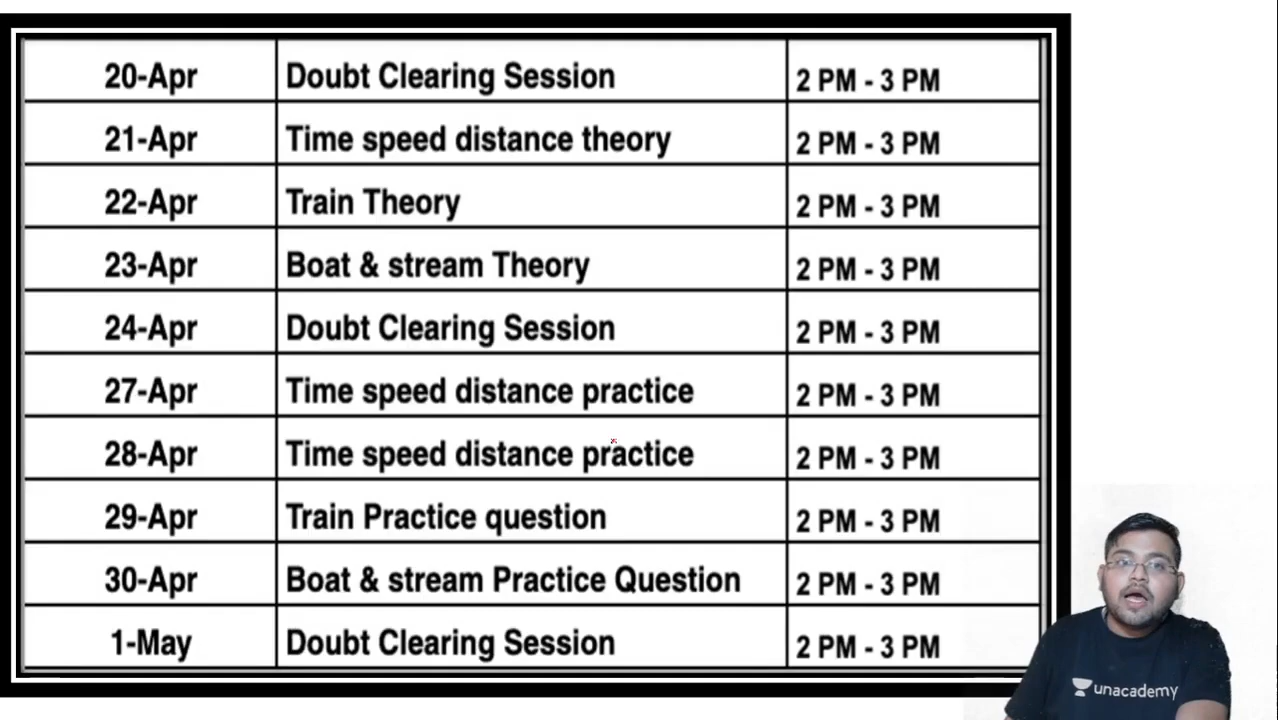 20-Apr Doubt Clearing Session 2 PM - 3 PM
21-Apr Time speed distance theory 2 PM - 3 PM
22-Apr Train Theory 2 PM - 3 PM
23-Apr Boat & stream Theory 2 PM - 3 PM
24-Apr Doubt Clearing Session 2 PM - 3 PM
27-Apr Time speed distance practice 2 PM - 3 PM
28-Apr Time speed distance practice 2 PM - 3 PM
29-Apr Train Practice question 2 PM - 3 PM
30-Apr Boat & stream Practice Question 2 PM - 3 PM
1-May Doubt Clearing Session 2 PM - 3 PM
unacademy